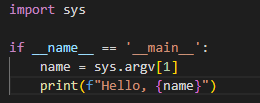 import sys

if __name__ == '__main__':
    name = sys.argv[1]
    print(f"Hello, {name}")